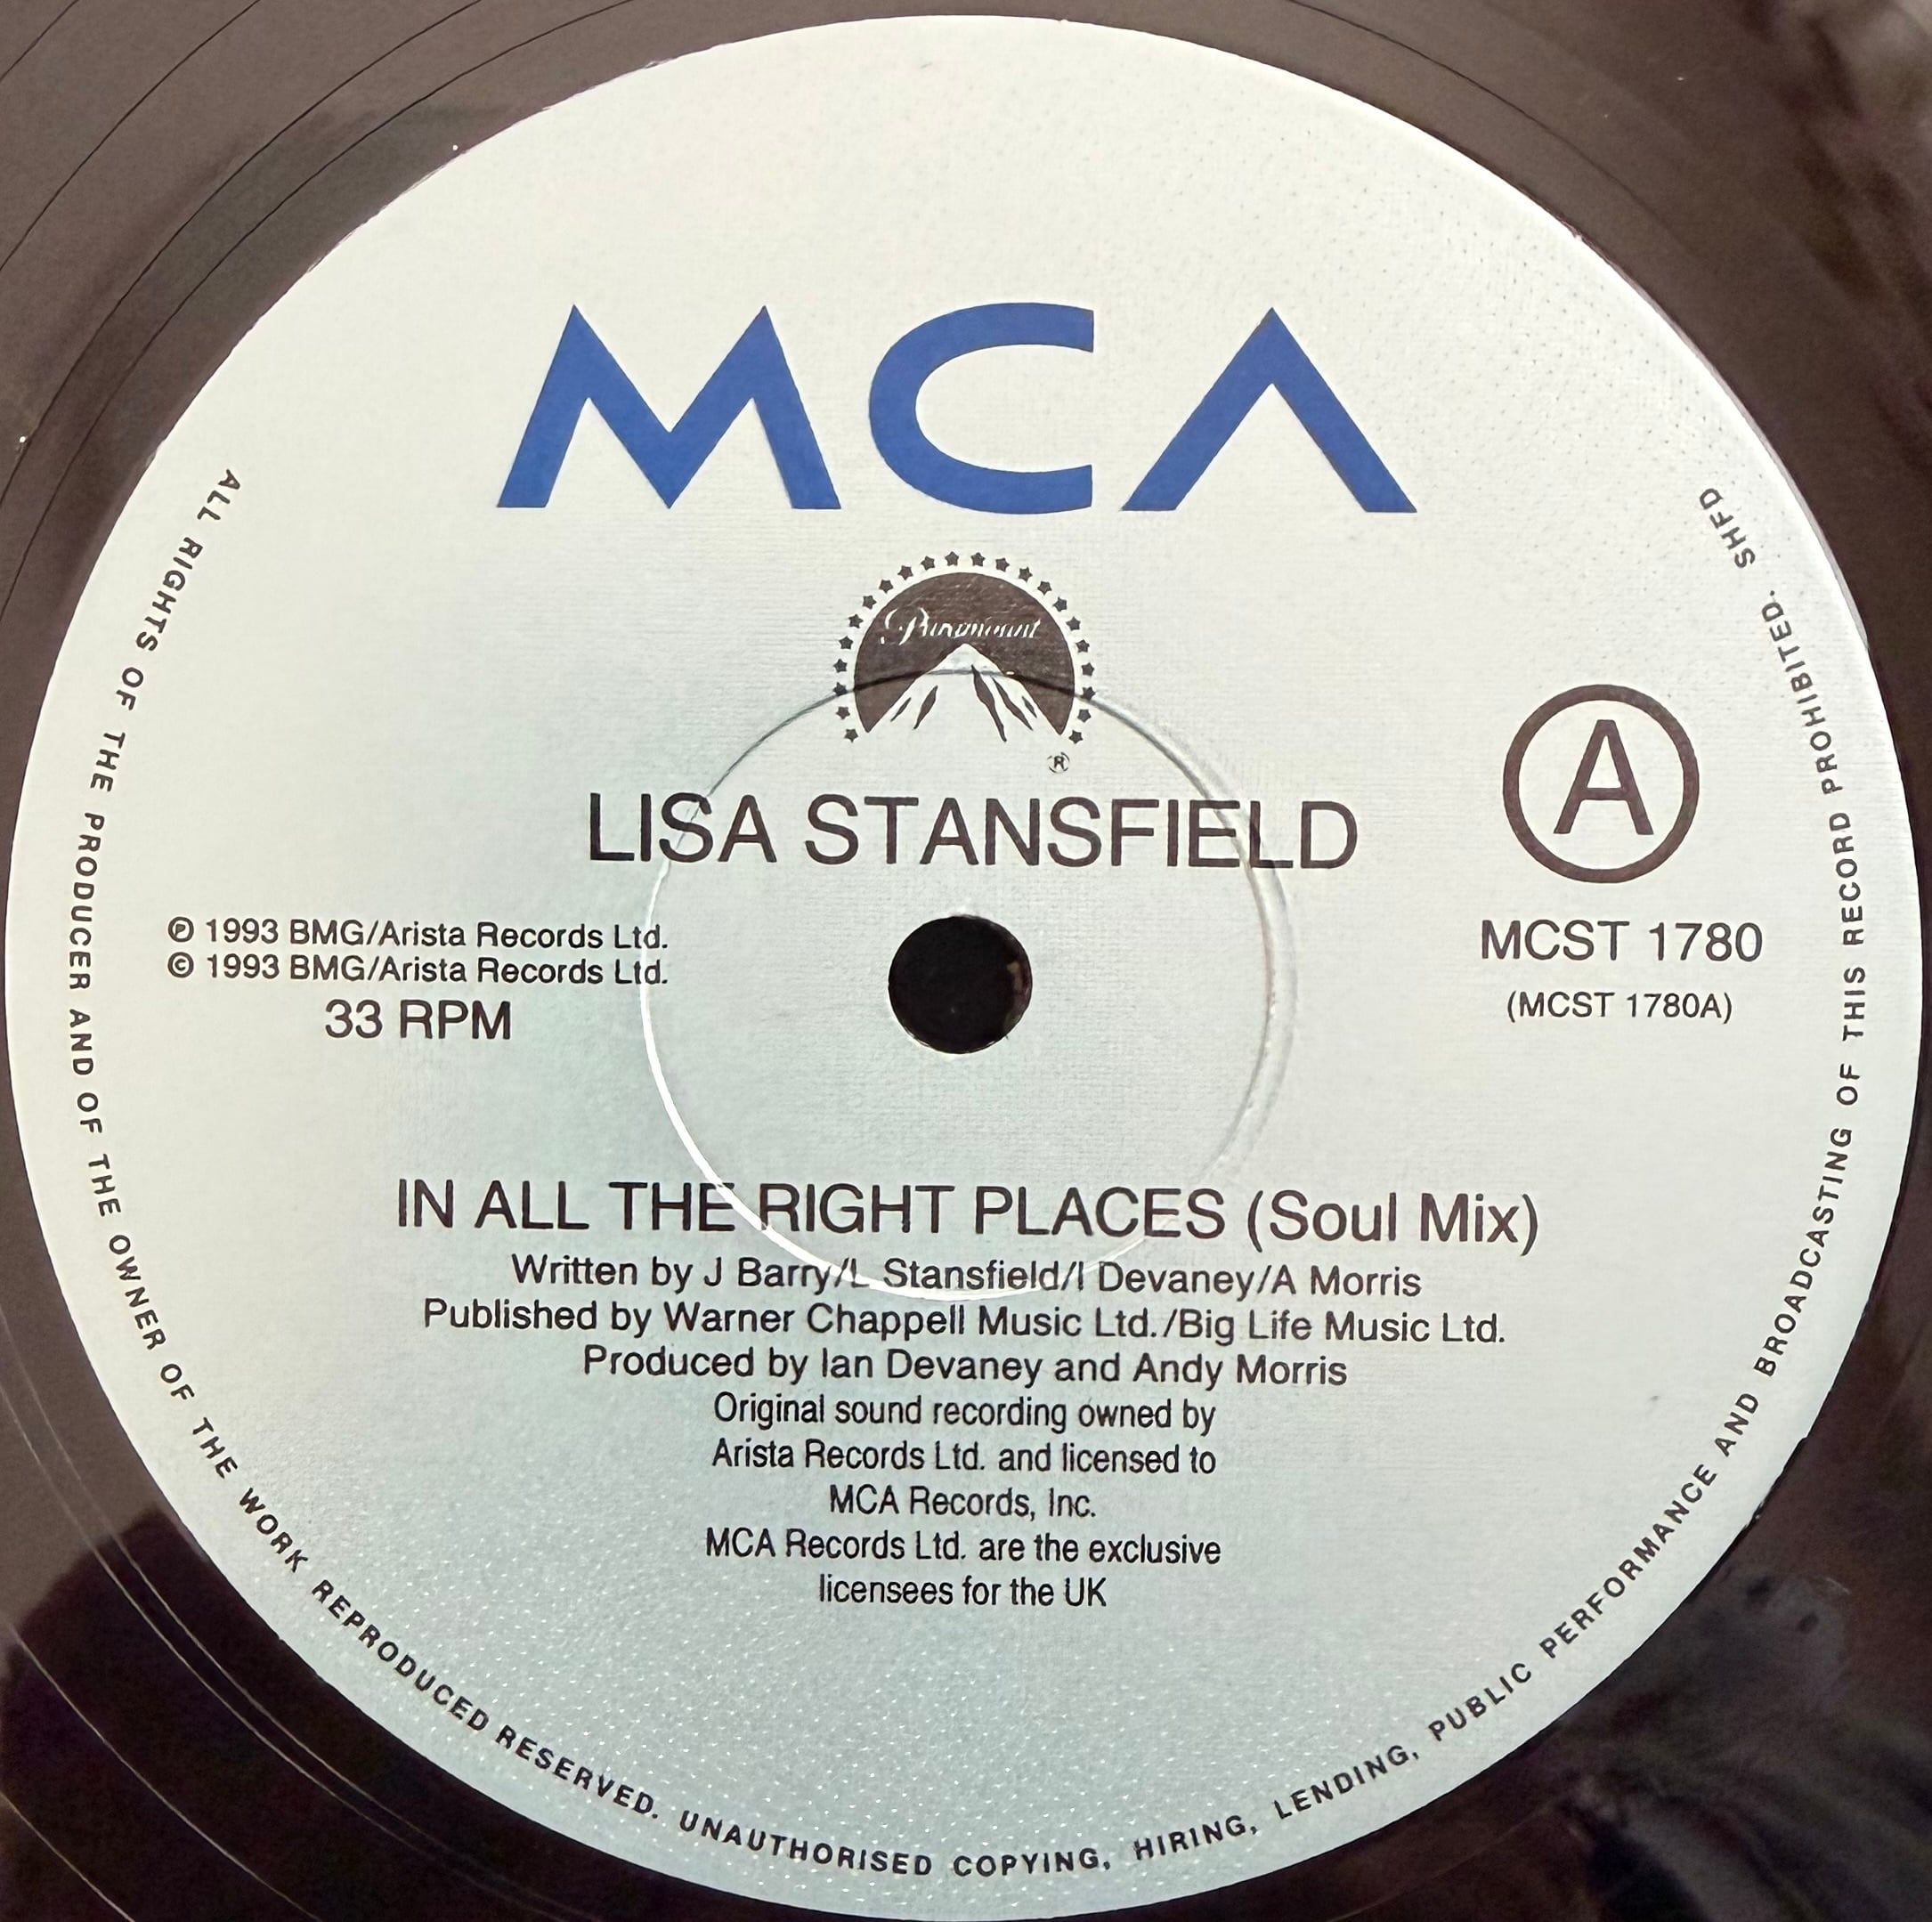 MCA
Paramount
®
LISA STANSFIELD
A
℗ 1993 BMG/Arista Records Ltd.
© 1993 BMG/Arista Records Ltd.
33 RPM
MCST 1780
(MCST 1780A)
IN ALL THE RIGHT PLACES (Soul Mix)
Written by J Barry/L Stansfield/I Devaney/A Morris
Published by Warner Chappell Music Ltd./Big Life Music Ltd.
Produced by Ian Devaney and Andy Morris
Original sound recording owned by
Arista Records Ltd. and licensed to
MCA Records, Inc.
MCA Records Ltd. are the exclusive
licensees for the UK
ALL RIGHTS OF THE PRODUCER AND OF THE OWNER OF THE WORK REPRODUCED RESERVED. UNAUTHORISED COPYING, HIRING, LENDING, PUBLIC PERFORMANCE AND BROADCASTING OF THIS RECORD PROHIBITED. SHFD